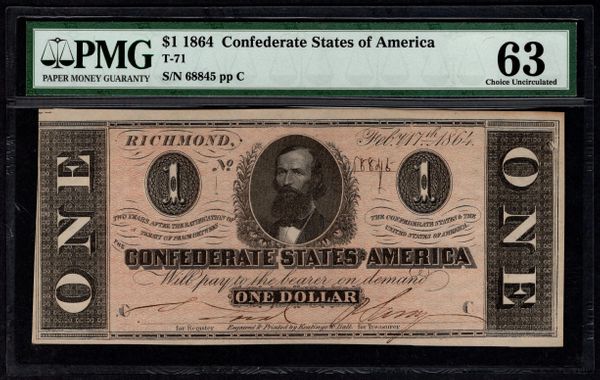 PMG
PAPER MONEY GUARANTY
$1 1864 Confederate States of America
T-71
S/N 68845 pp C
63
Choice Uncirculated
RICHMOND,
Feby. 17th 1864.
No
1
1
ONE
ONE
TWO YEARS AFTER THE RATIFICATION OF
A TREATY OF PEACE BETWEEN
THE CONFEDERATE STATES & THE
UNITED STATES OF AMERICA.
THE
CONFEDERATE STATES OF AMERICA
Will pay to the bearer on demand
ONE DOLLAR
C
C
for Register
Engraved & Printed by Keatinge & Ball.
for Treasurer